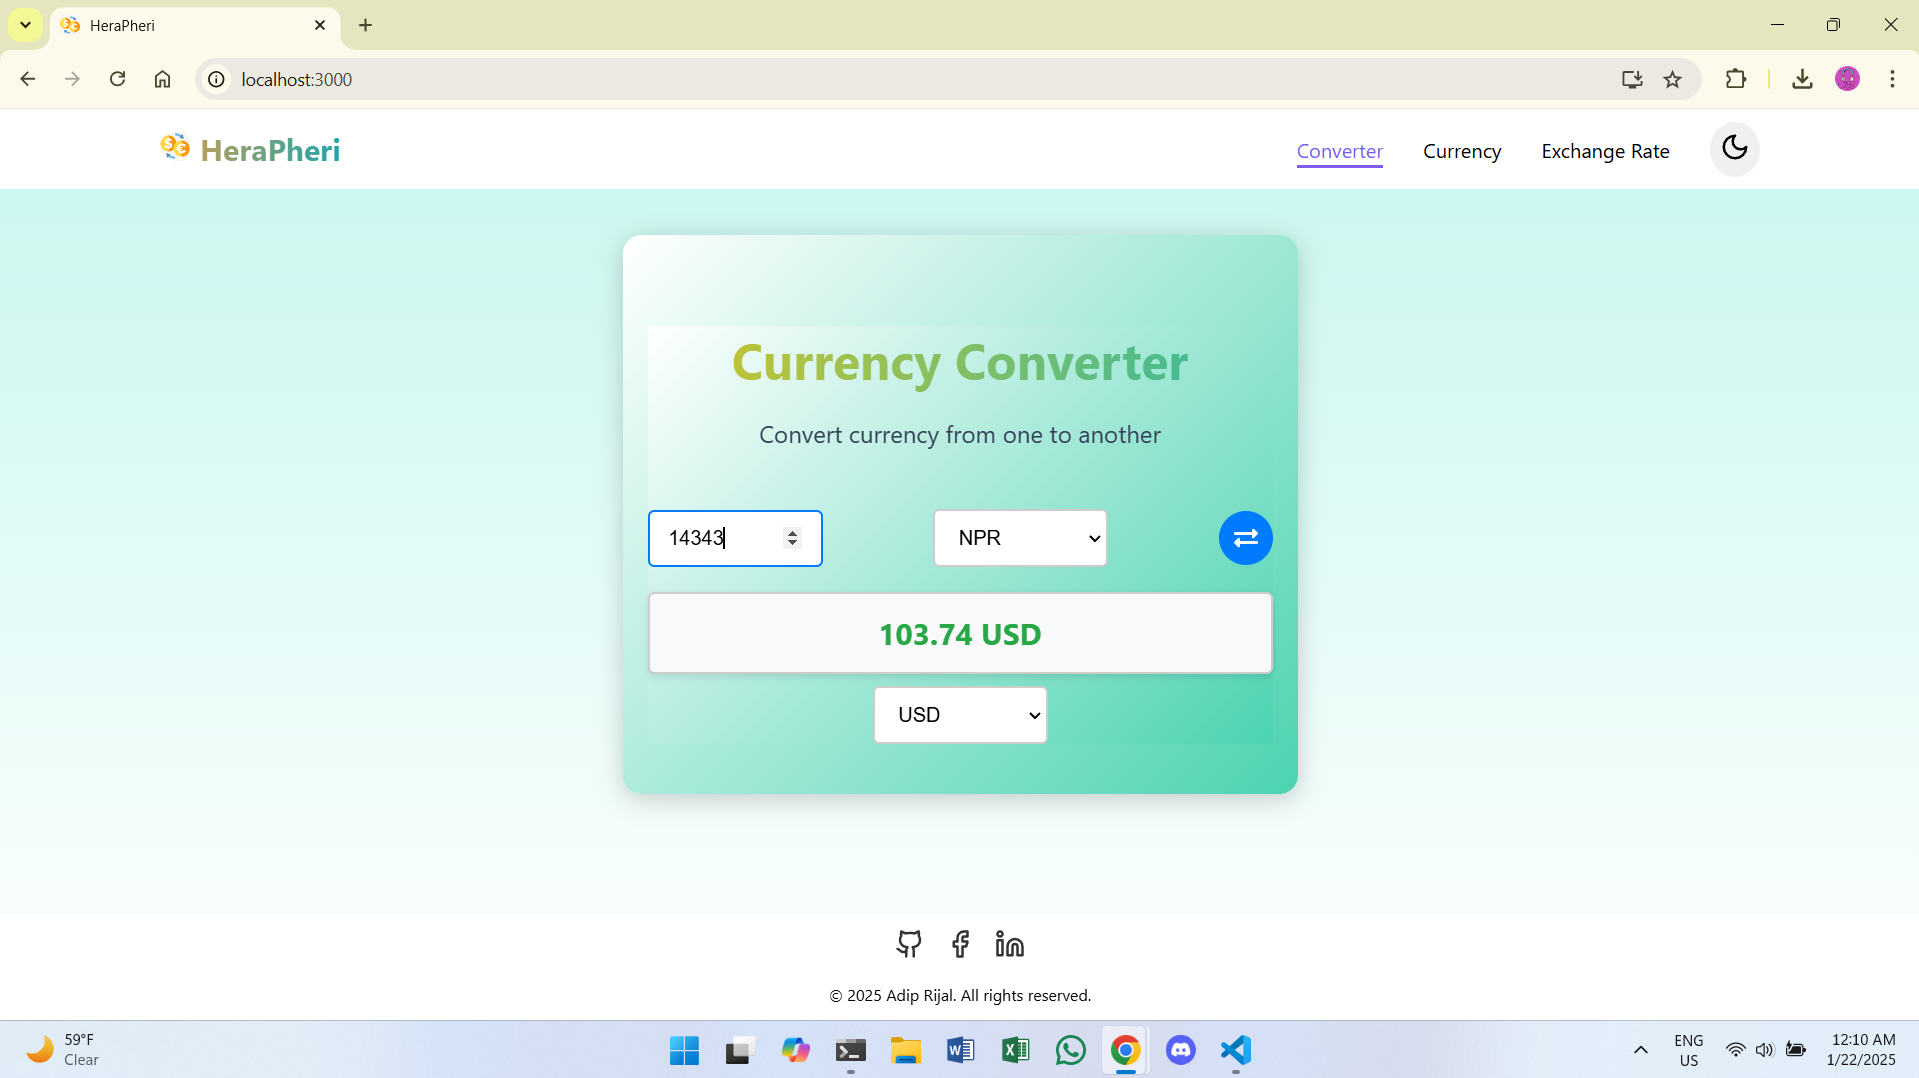 HeraPheri
localhost:3000
HeraPheri
Converter
Currency
Exchange Rate
Currency Converter
Convert currency from one to another
14343
NPR
103.74 USD
USD
© 2025 Adip Rijal. All rights reserved.
59°F
Clear
ENG
US
12:10 AM
1/22/2025